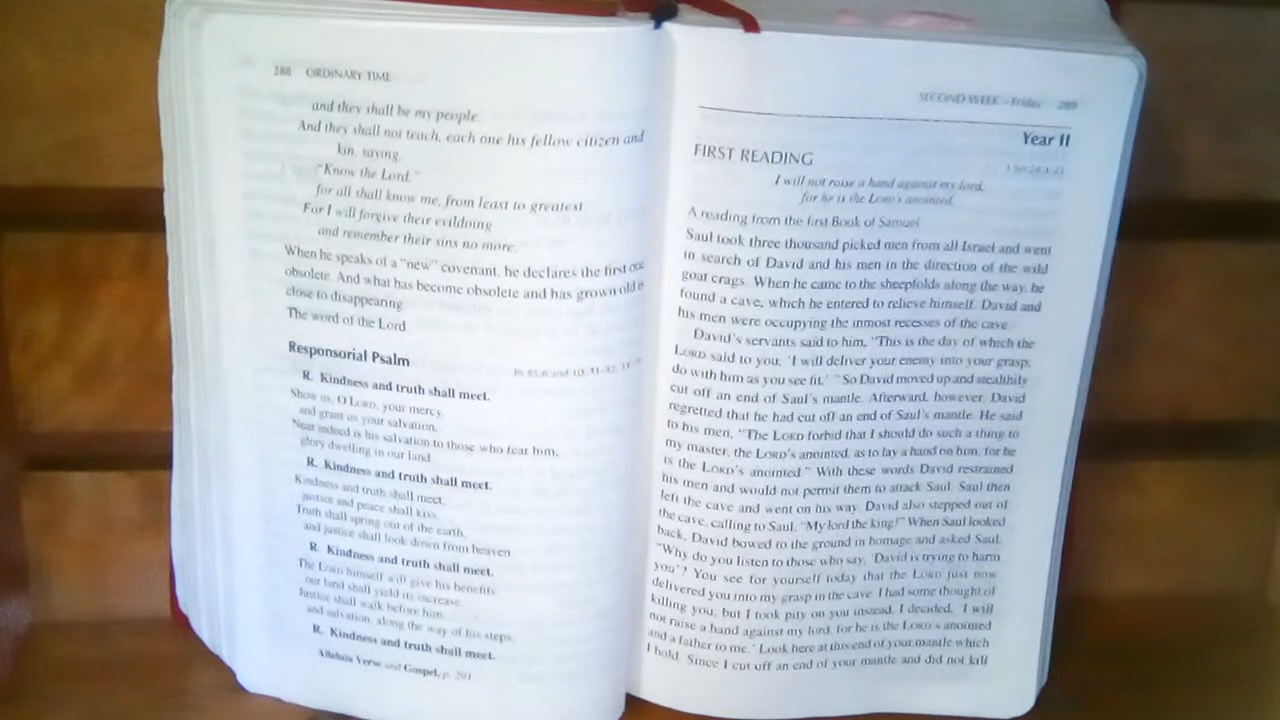 288 ORDINARY TIME
and they shall be my people.
And they shall not teach, each one his fellow citizen and
kin, saying,
"Know the Lord,"
for all shall know me, from least to greatest.
For I will forgive their evildoing
and remember their sins no more.
When he speaks of a "new" covenant, he declares the first one
obsolete. And what has become obsolete and has grown old is
close to disappearing.
The word of the Lord.
Responsorial Psalm
Ps 85:8 and 10, 11-12, 13-14
R. Kindness and truth shall meet.
Show us, O LORD, your mercy,
and grant us your salvation.
Near indeed is his salvation to those who fear him,
glory dwelling in our land.
R. Kindness and truth shall meet.
Kindness and truth shall meet;
justice and peace shall kiss.
Truth shall spring out of the earth,
and justice shall look down from heaven.
R. Kindness and truth shall meet.
The LORD himself will give his benefits;
our land shall yield its increase.
Justice shall walk before him,
and salvation, along the way of his steps.
R. Kindness and truth shall meet.
Alleluia Verse and Gospel, p. 291
SECOND WEEK – Friday 289
Year II
FIRST READING
1 Sm 24:3-21
I will not raise a hand against my lord,
for he is the LORD's anointed.
A reading from the first Book of Samuel
Saul took three thousand picked men from all Israel and went
in search of David and his men in the direction of the wild
goat crags. When he came to the sheepfolds along the way, he
found a cave, which he entered to relieve himself. David and
his men were occupying the inmost recesses of the cave.
David's servants said to him, "This is the day of which the
LORD said to you, 'I will deliver your enemy into your grasp;
do with him as you see fit.' " So David moved up and stealthily
cut off an end of Saul's mantle. Afterward, however, David
regretted that he had cut off an end of Saul's mantle. He said
to his men, "The LORD forbid that I should do such a thing to
my master, the LORD's anointed, as to lay a hand on him, for he
is the LORD's anointed." With these words David restrained
his men and would not permit them to attack Saul. Saul then
left the cave and went on his way. David also stepped out of
the cave, calling to Saul, "My lord the king!" When Saul looked
back, David bowed to the ground in homage and asked Saul:
"Why do you listen to those who say, 'David is trying to harm
you'? You see for yourself today that the LORD just now
delivered you into my grasp in the cave. I had some thought of
killing you, but I took pity on you instead. I decided, 'I will
not raise a hand against my lord, for he is the LORD's anointed
and a father to me.' Look here at this end of your mantle which
I hold. Since I cut off an end of your mantle and did not kill